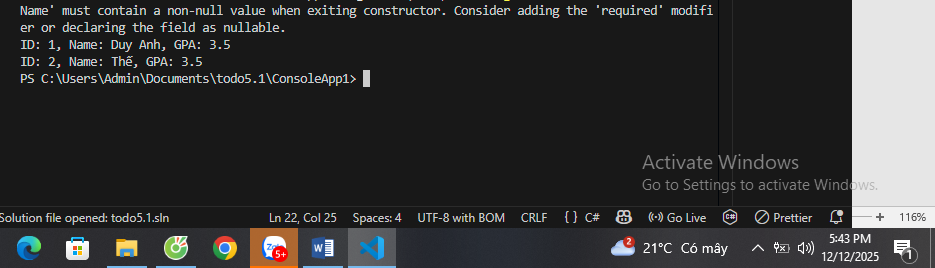 Name' must contain a non-null value when exiting constructor. Consider adding the 'required' modifi
er or declaring the field as nullable.
ID: 1, Name: Duy Anh, GPA: 3.5
ID: 2, Name: Thế, GPA: 3.5
PS C:\Users\Admin\Documents\todo5.1\ConsoleApp1>
Activate Windows
Go to Settings to activate Windows.
Solution file opened: todo5.1.sln Ln 22, Col 25 Spaces: 4 UTF-8 with BOM CRLF { } C# Go Live Prettier 116%
Zalo 5+ W 2 21°C Có mây 5:43 PM
12/12/2025 1